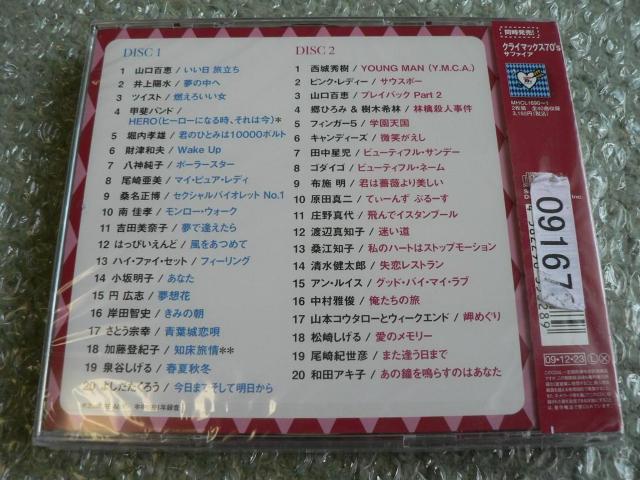 DISC 1
1 山口百恵 / いい日 旅立ち
2 井上陽水 / 夢の中へ
3 ツイスト / 燃えろいい女
4 甲斐バンド /
HERO(ヒーローになる時、それは今)*
5 堀内孝雄 / 君のひとみは10000ボルト
6 財津和夫 / Wake Up
7 八神純子 / ポーラースター
8 尾崎亜美 / マイ・ピュア・レディ
9 桑名正博 / セクシャルバイオレット No.1
10 南 佳孝 / モンロー・ウォーク
11 吉田美奈子 / 夢で逢えたら
12 はっぴいえんど / 風をあつめて
13 ハイ・ファイ・セット / フィーリング
14 小坂明子 / あなた
15 円 広志 / 夢想花
16 岸田智史 / きみの朝
17 さとう宗幸 / 青葉城恋唄
18 加藤登紀子 / 知床旅情**
19 泉谷しげる / 春夏秋冬
20 よしだたくろう / 今日までそして明日から
DISC 2
1 西城秀樹 / YOUNG MAN (Y.M.C.A.)
2 ピンク・レディー / サウスポー
3 山口百恵 / プレイバック Part 2
4 郷ひろみ & 樹木希林 / 林檎殺人事件
5 フィンガー5 / 学園天国
6 キャンディーズ / 微笑がえし
7 田中星児 / ビューティフル・サンデー
8 ゴダイゴ / ビューティフル・ネーム
9 布施 明 / 君は薔薇より美しい
10 原田真二 / てぃーんず ぶるーす
11 庄野真代 / 飛んでイスタンブール
12 渡辺真知子 / 迷い道
13 桑江知子 / 私のハートはストップモーション
14 清水健太郎 / 失恋レストラン
15 アン・ルイス / グッド・バイ・マイ・ラブ
16 中村雅俊 / 俺たちの旅
17 山本コウタローとウィークエンド / 岬めぐり
18 松崎しげる / 愛のメモリー
19 尾崎紀世彦 / また逢う日まで
20 和田アキ子 / あの鐘を鳴らすのはあなた
同時発売!
クライマックス70's
サファイア
MHCL1690~1
2枚組 全40曲収録
3,150円(税込)
09167
09・12・23